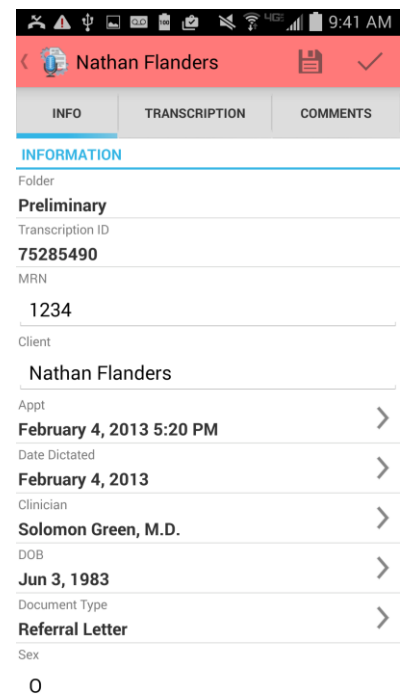 4G
9:41 AM
Nathan Flanders
INFO
TRANSCRIPTION
COMMENTS
INFORMATION
Folder
Preliminary
Transcription ID
75285490
MRN
1234
Client
Nathan Flanders
Appt
February 4, 2013 5:20 PM
Date Dictated
February 4, 2013
Clinician
Solomon Green, M.D.
DOB
Jun 3, 1983
Document Type
Referral Letter
Sex
O